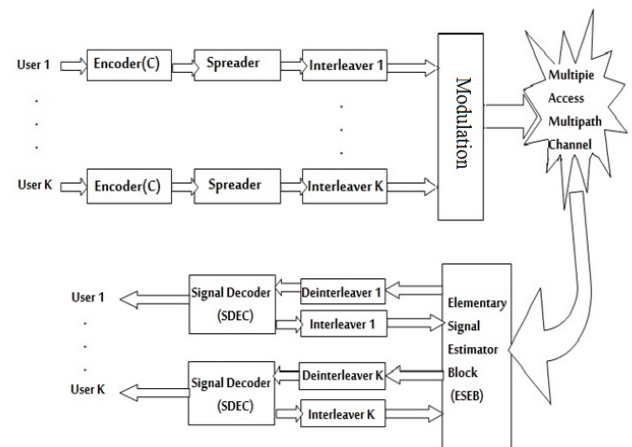 User 1
Encoder(C)
Spreader
Interleaver 1
Modulation
Multipie
Access
Multipath
Channel
User K
Encoder(C)
Spreader
Interleaver K
User 1
Signal Decoder
(SDEC)
Deinterleaver 1
Interleaver 1
Elementary
Signal
Estimator
Block
(ESEB)
User K
Signal Decoder
(SDEC)
Deinterleaver K
Interleaver K